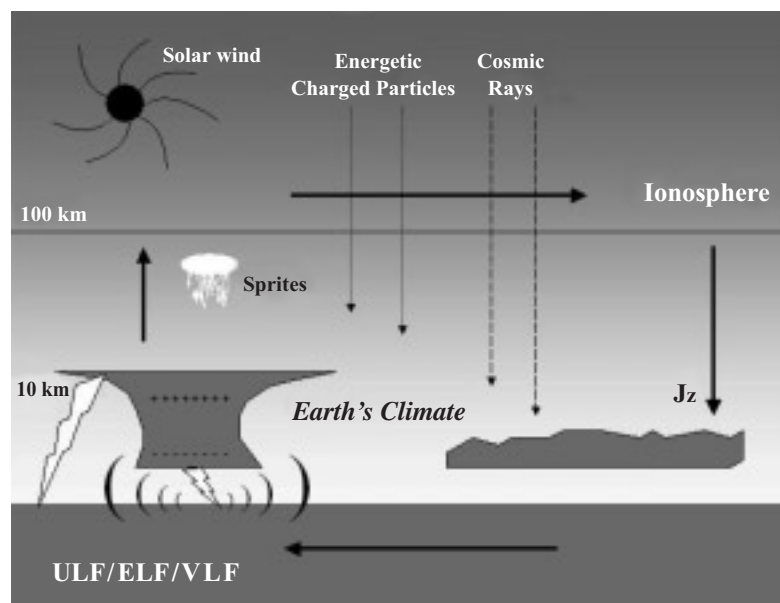 Solar wind
Energetic
Charged Particles
Cosmic
Rays
Ionosphere
100 km
Sprites
10 km
Earth's Climate
Jz
+ + + + + + + +
- - - - - - - -
ULF/ELF/VLF